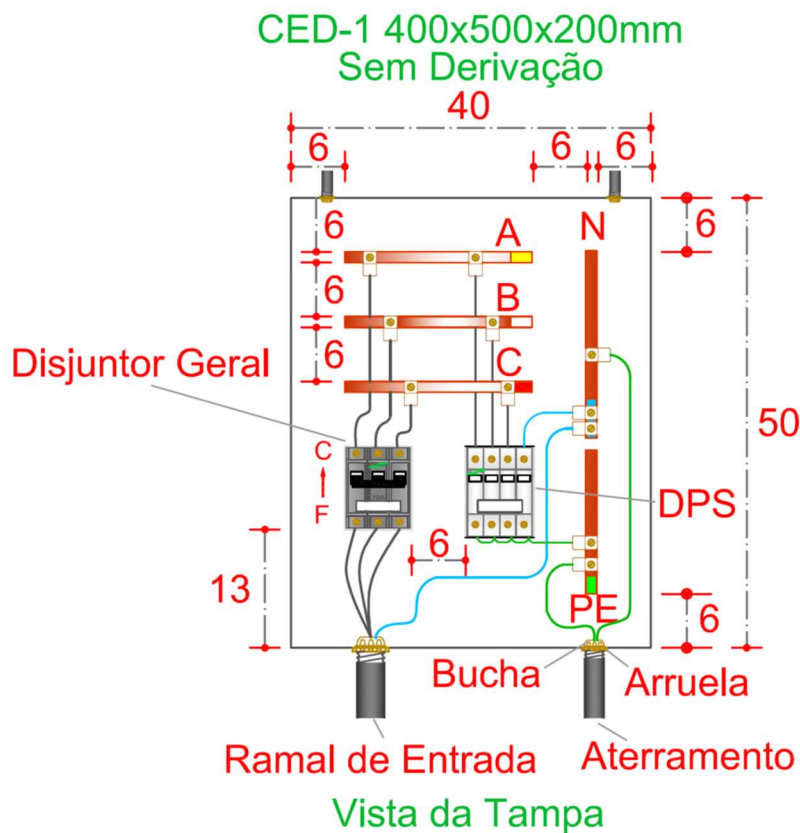 CED-1 400x500x200mm
Sem Derivação
40
6
6
6
6
6
N
A
6
B
6
C
Disjuntor Geral
50
C
F
DPS
6
13
PE
6
Bucha
Arruela
Ramal de Entrada
Aterramento
Vista da Tampa